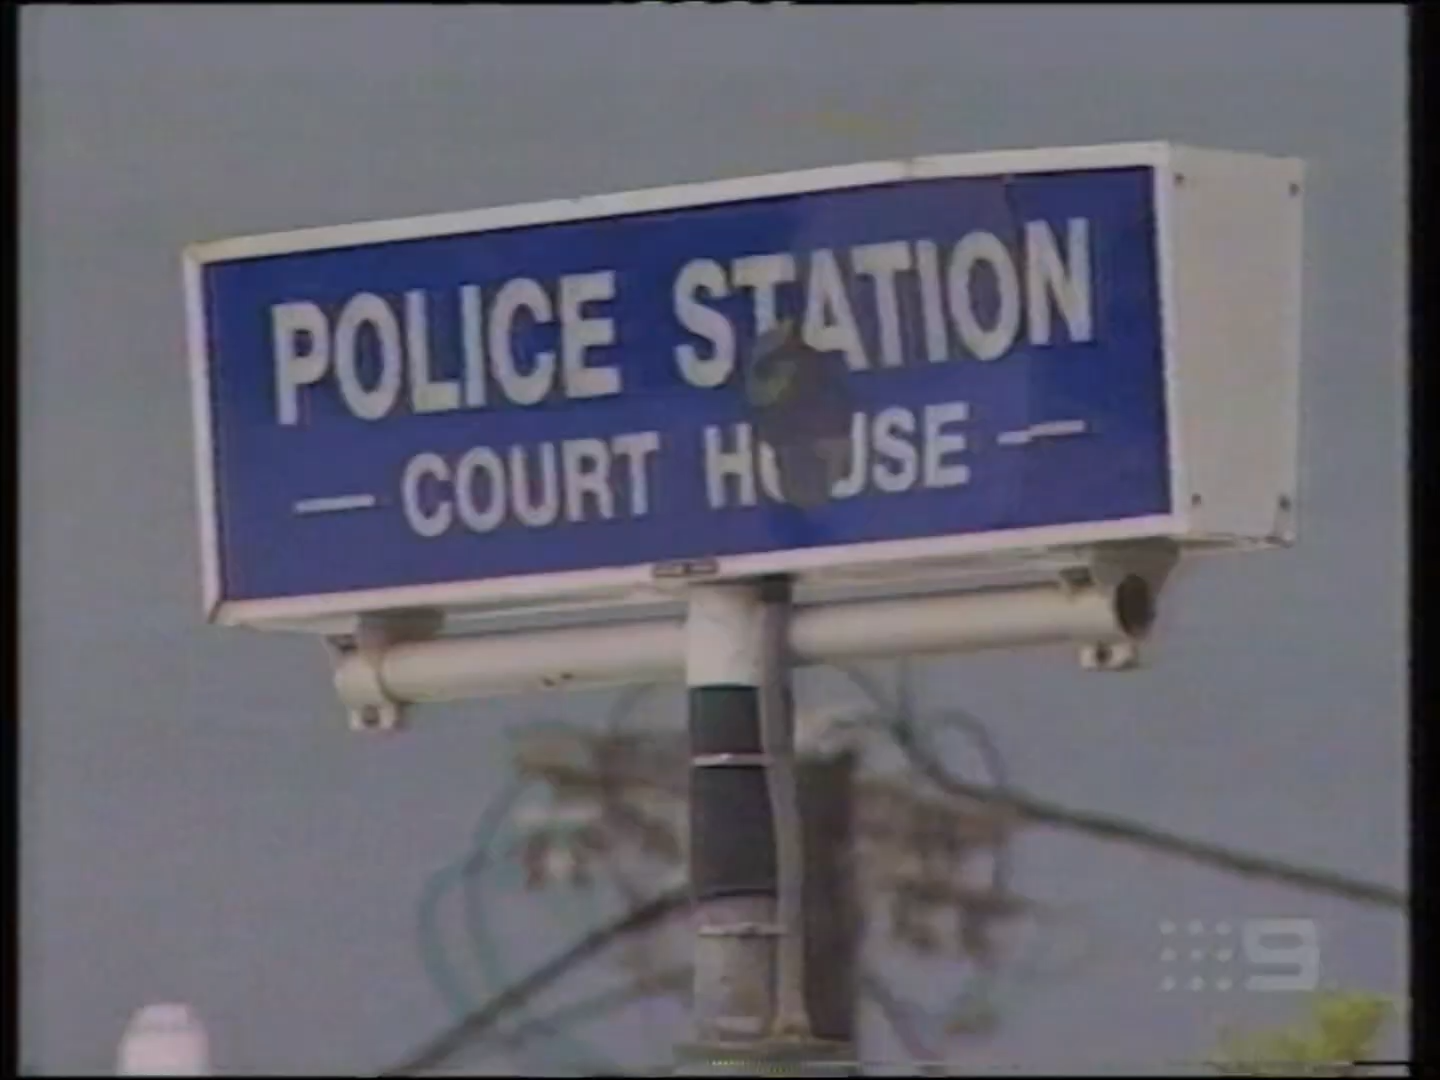 POLICE STATION
— COURT HOUSE —
9